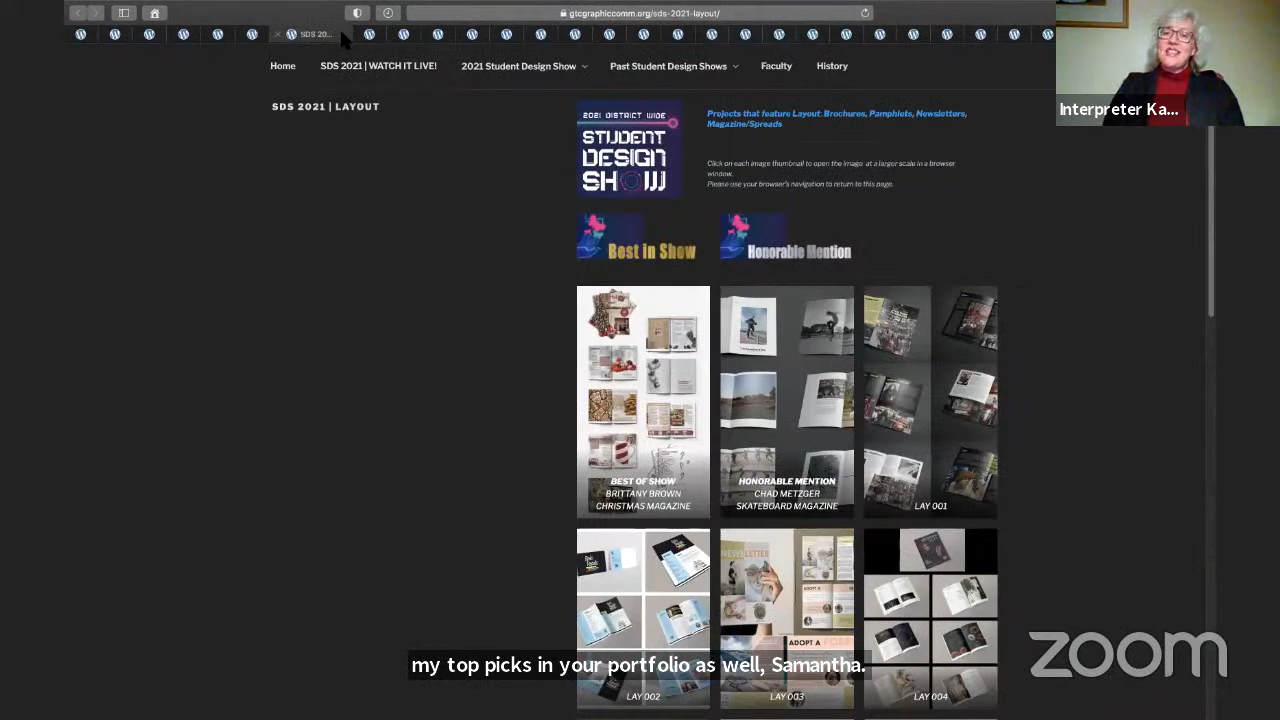 gtcgraphiccomm.org/sds-2021-layout/
SDS 20...
Home SDS 2021 | WATCH IT LIVE! 2021 Student Design Show Past Student Design Shows Faculty History
Interpreter Ka...
SDS 2021 | LAYOUT
2021 DISTRICT WIDE
STUDENT
DESIGN
SHOW
Projects that feature Layout: Brochures, Pamphlets, Newsletters,
Magazine/Spreads
Click on each image thumbnail to open the image at a larger scale in a browser
window.
Please use your browser's navigation to return to this page.
Best in Show
Honorable Mention
BEST OF SHOW
BRITTANY BROWN
CHRISTMAS MAGAZINE
HONORABLE MENTION
CHAD METZGER
SKATEBOARD MAGAZINE
LAY 001
NEWSLETTER
ADOPT A
my top picks in your portfolio as well, Samantha.
LAY 002
LAY 003
LAY 004
zoom